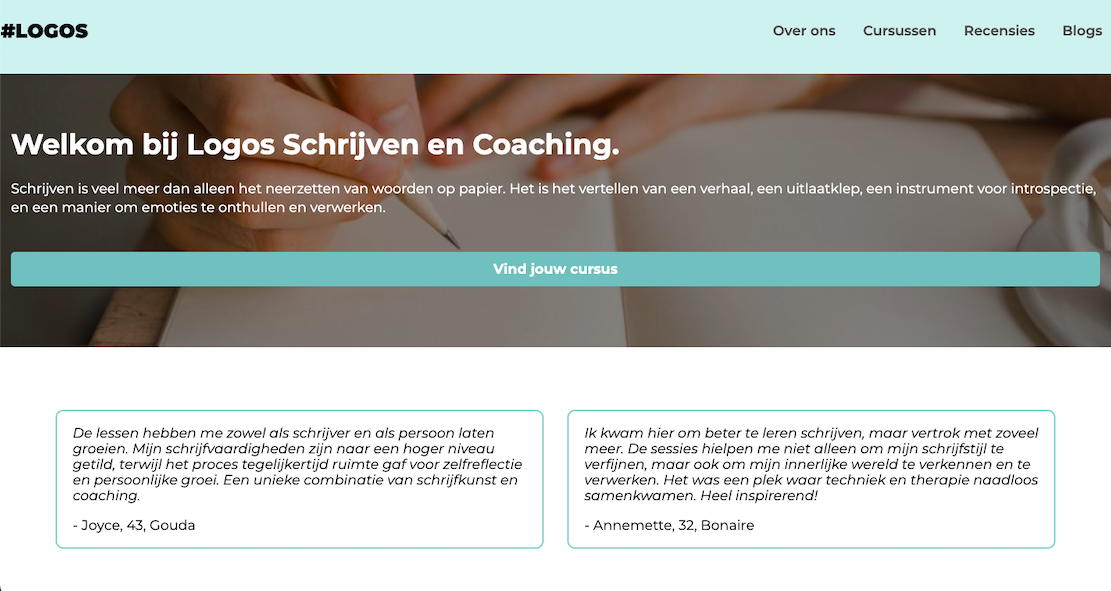 #LOGOS
Over ons
Cursussen
Recensies
Blogs
Welkom bij Logos Schrijven en Coaching.
Schrijven is veel meer dan alleen het neerzetten van woorden op papier. Het is het vertellen van een verhaal, een uitlaatklep, een instrument voor introspectie,
en een manier om emoties te onthullen en verwerken.
Vind jouw cursus
De lessen hebben me zowel als schrijver en als persoon laten
groeien. Mijn schrijfvaardigheden zijn naar een hoger niveau
getild, terwijl het proces tegelijkertijd ruimte gaf voor zelfreflectie
en persoonlijke groei. Een unieke combinatie van schrijfkunst en
coaching.
- Joyce, 43, Gouda
Ik kwam hier om beter te leren schrijven, maar vertrok met zoveel
meer. De sessies hielpen me niet alleen om mijn schrijfstijl te
verfijnen, maar ook om mijn innerlijke wereld te verkennen en te
verwerken. Het was een plek waar techniek en therapie naadloos
samenkwamen. Heel inspirerend!
- Annemette, 32, Bonaire